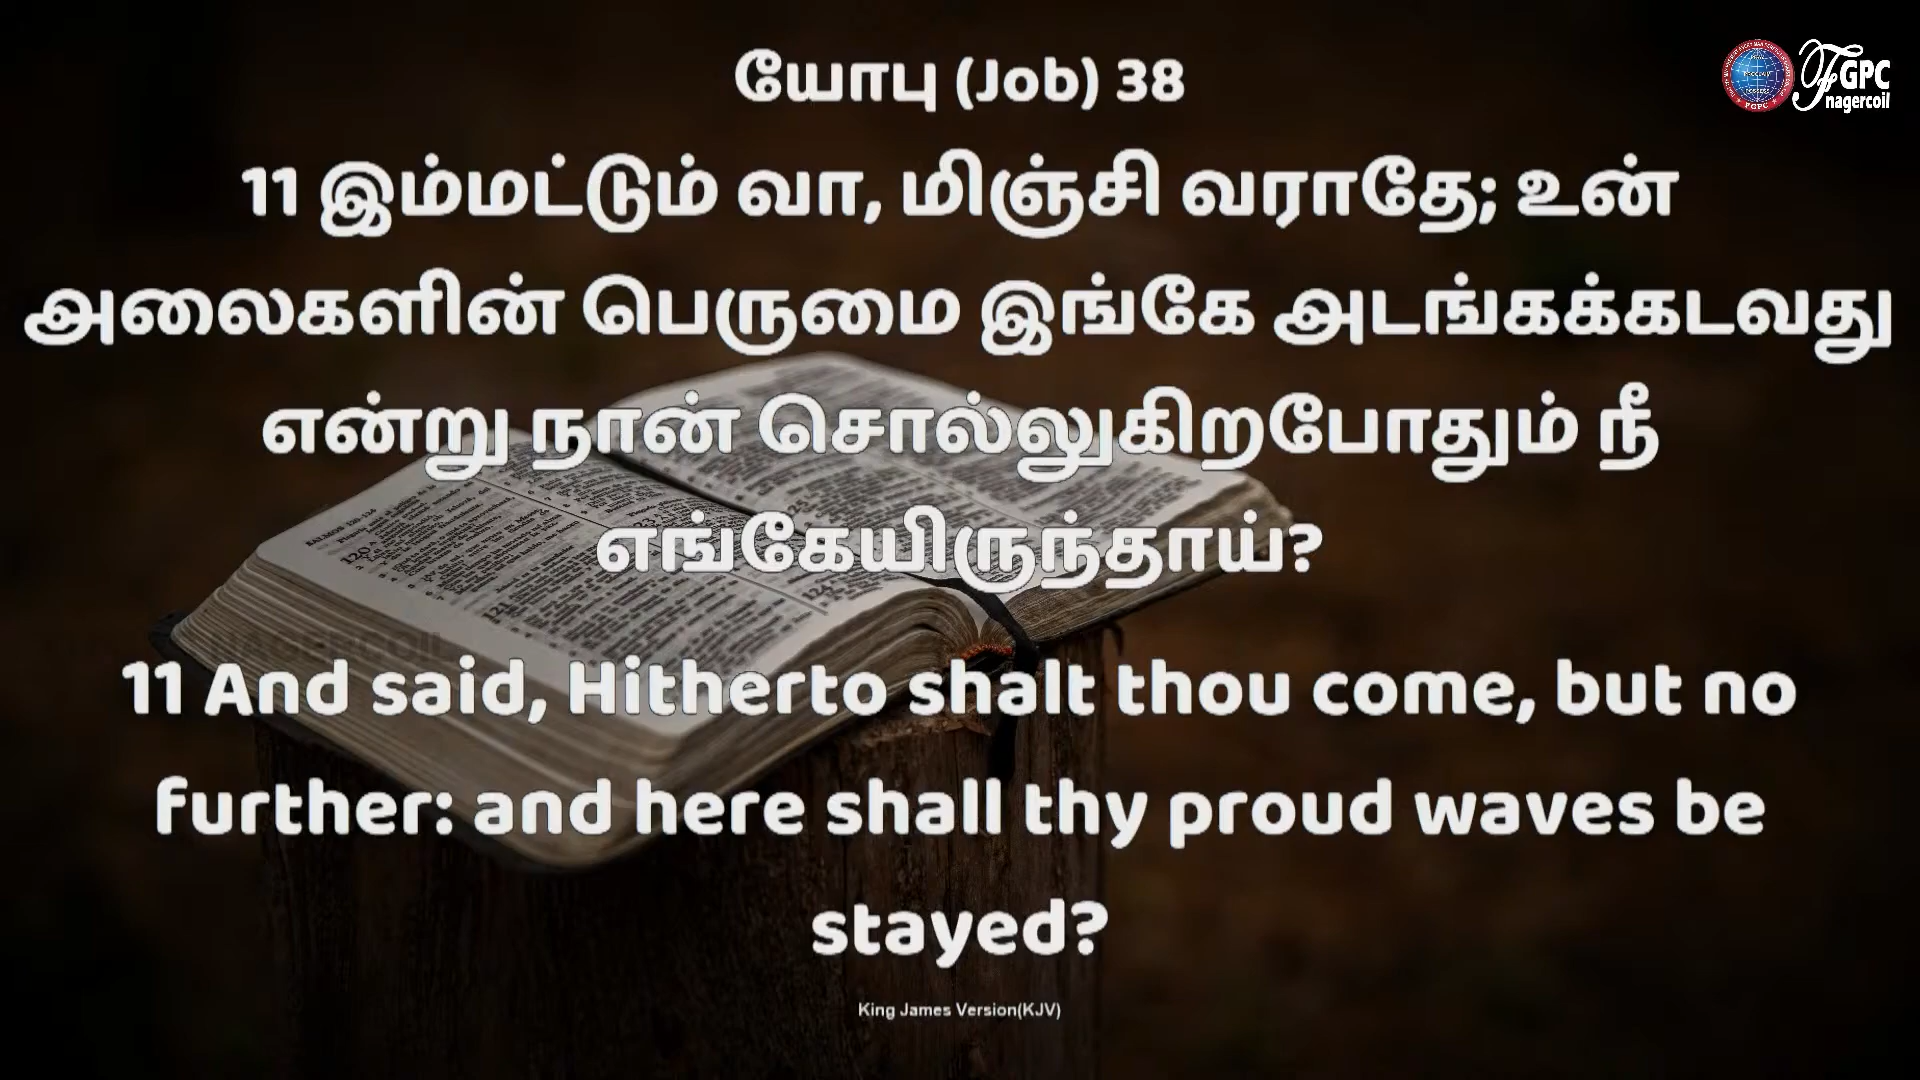 யோபு (Job) 38
FGPC
nagercoil
11 இம்மட்டும் வா, மிஞ்சி வராதே; உன்
அலைகளின் பெருமை இங்கே அடங்கக்கடவது
என்று நான் சொல்லுகிறபோதும் நீ
எங்கேயிருந்தாய்?
NAGERCOIL
11 And said, Hitherto shalt thou come, but no
further: and here shall thy proud waves be
stayed?
King James Version(KJV)